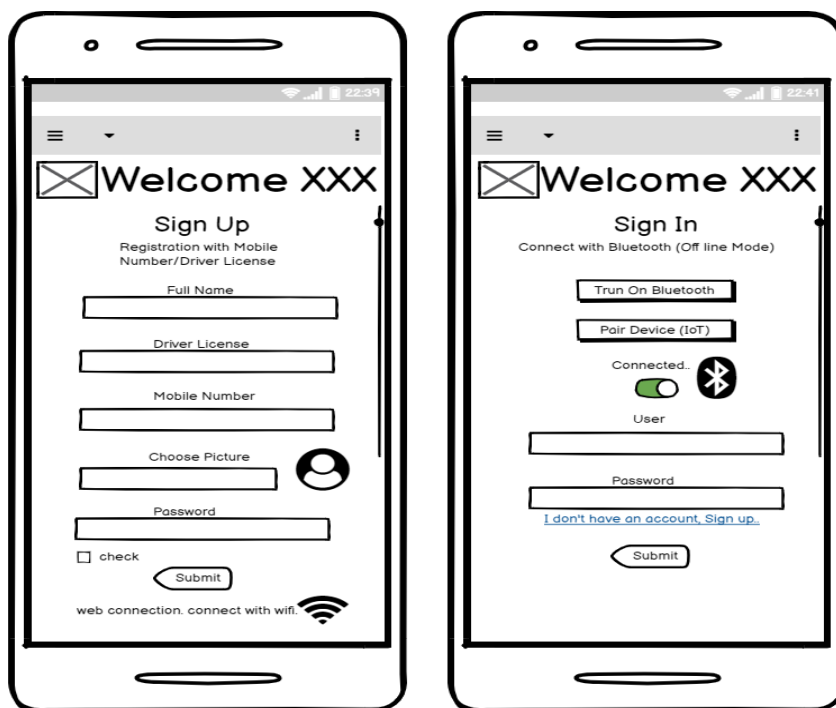 22:39
Welcome XXX
Sign Up
Registration with Mobile
Number/Driver License
Full Name
Driver License
Mobile Number
Choose Picture
Password
check
Submit
web connection. connect with wifi.
22:41
Welcome XXX
Sign In
Connect with Bluetooth (Off line Mode)
Trun On Bluetooth
Pair Device (IoT)
Connected..
User
Password
I don't have an account, Sign up..
Submit